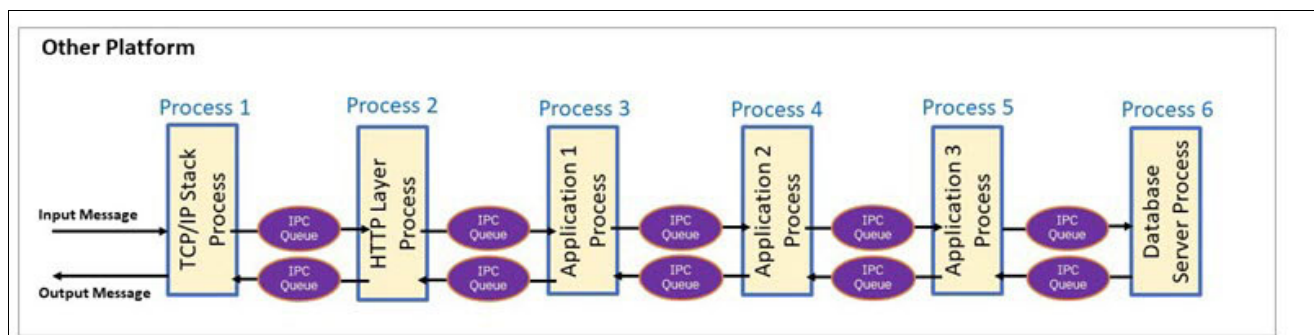 Other Platform
Process 1
Process 2
Process 3
Process 4
Process 5
Process 6
TCP/IP Stack
Process
HTTP Layer
Process
Application 1
Process
Application 2
Process
Application 3
Process
Database
Server Process
Input Message
IPC
Queue
IPC
Queue
IPC
Queue
IPC
Queue
IPC
Queue
Output Message
IPC
Queue
IPC
Queue
IPC
Queue
IPC
Queue
IPC
Queue